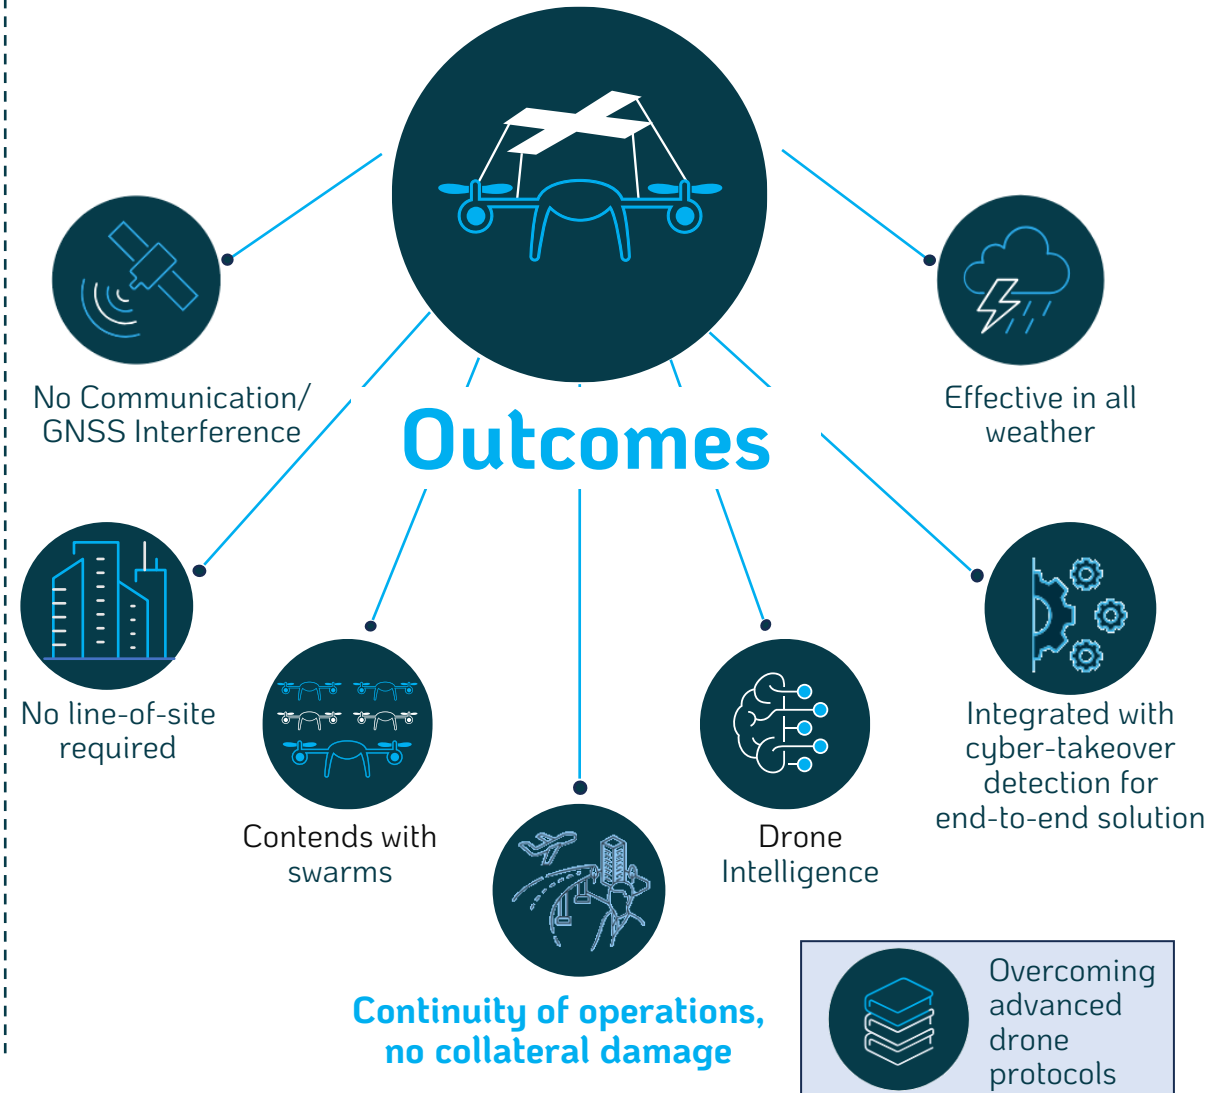 No Communication/
GNSS Interference
Effective in all
weather
Outcomes
No line-of-site
required
Integrated with
cyber-takeover
detection for
end-to-end solution
Contends with
swarms
Drone
Intelligence
Continuity of operations,
no collateral damage
Overcoming
advanced
drone
protocols